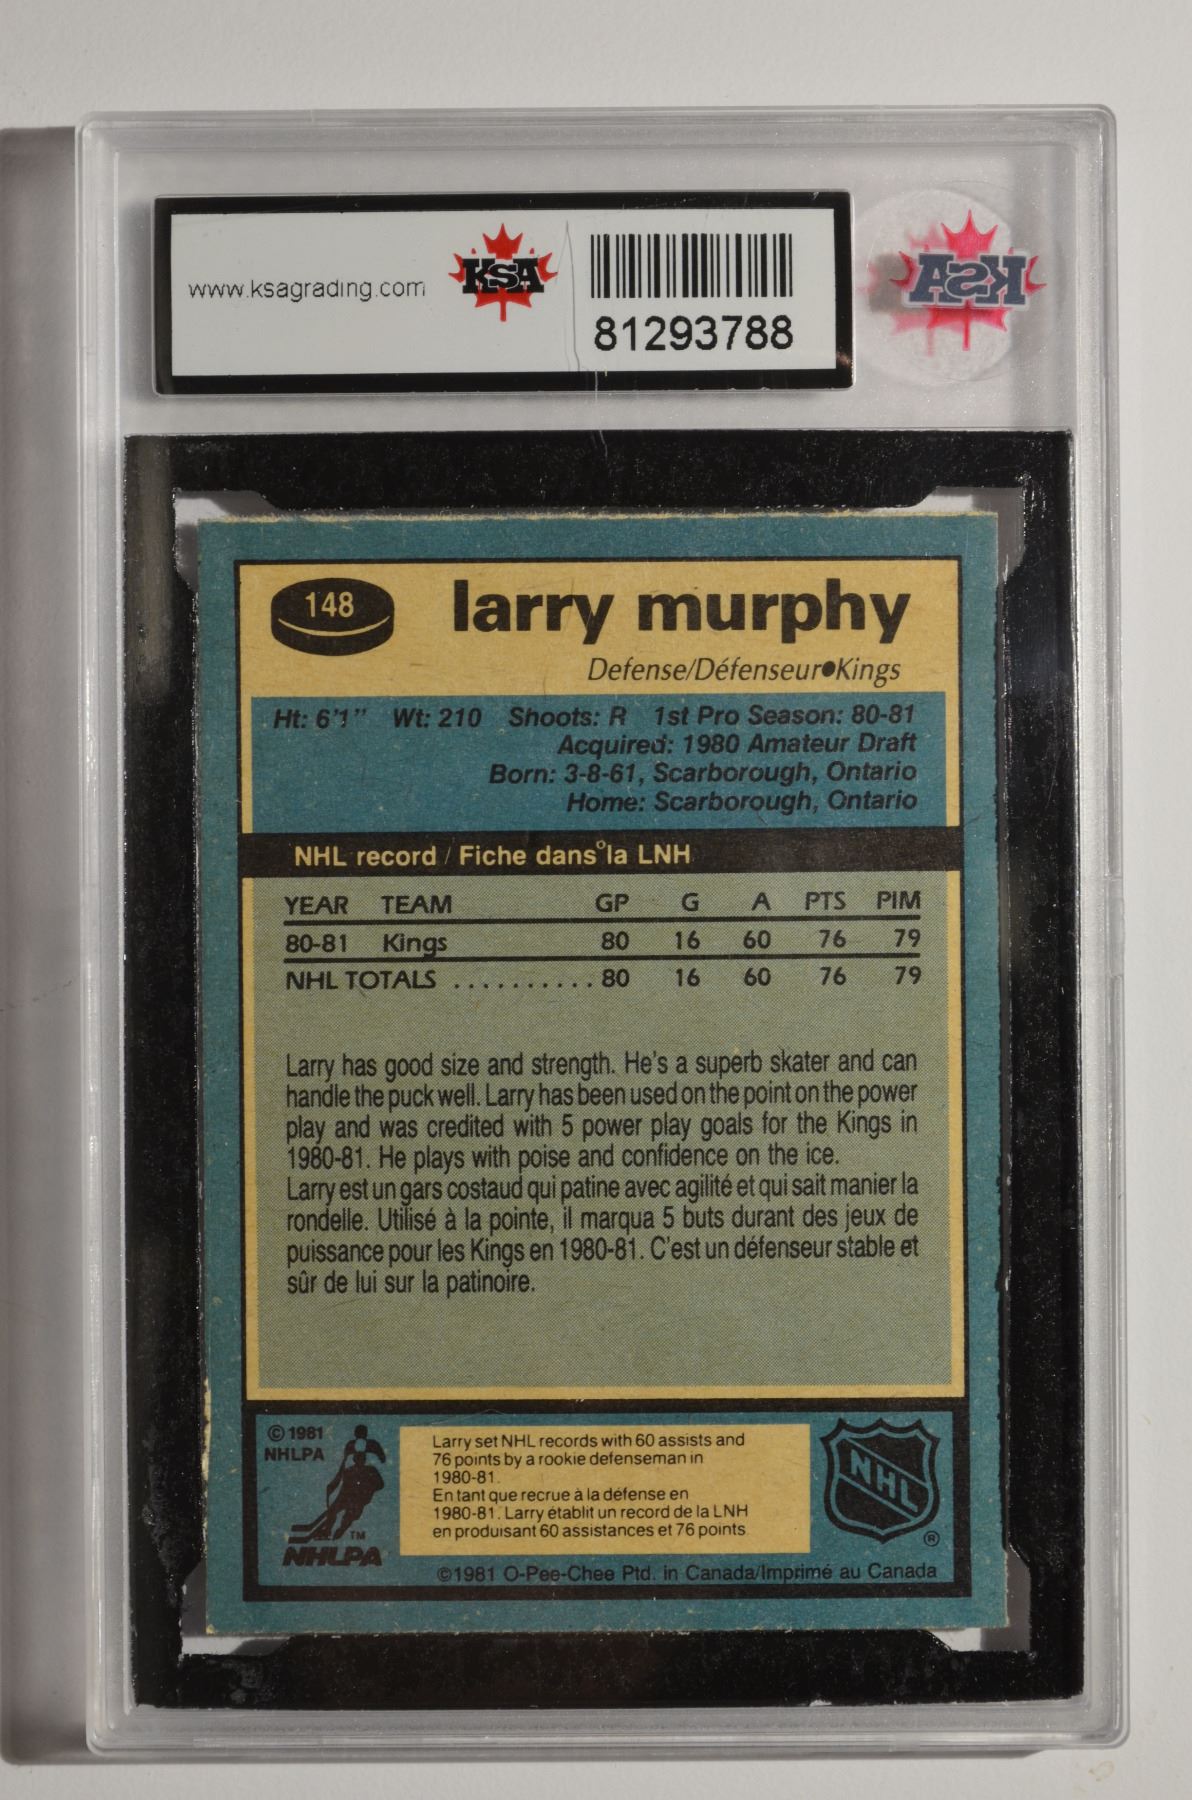 www.ksagrading.com
KSA
81293788
KSA
148
larry murphy
Defense/Défenseur●Kings
Ht: 6'1" Wt: 210 Shoots: R 1st Pro Season: 80-81
Acquired: 1980 Amateur Draft
Born: 3-8-61, Scarborough, Ontario
Home: Scarborough, Ontario
NHL record / Fiche dans la LNH
YEAR TEAM GP G A PTS PIM
80-81 Kings 80 16 60 76 79
NHL TOTALS .......... 80 16 60 76 79
Larry has good size and strength. He's a superb skater and can
handle the puck well. Larry has been used on the point on the power
play and was credited with 5 power play goals for the Kings in
1980-81. He plays with poise and confidence on the ice.
Larry est un gars costaud qui patine avec agilité et qui sait manier la
rondelle. Utilisé à la pointe, il marqua 5 buts durant des jeux de
puissance pour les Kings en 1980-81. C'est un défenseur stable et
sûr de lui sur la patinoire.
© 1981
NHLPA
TM
NHLPA
Larry set NHL records with 60 assists and
76 points by a rookie defenseman in
1980-81.
En tant que recrue à la défense en
1980-81. Larry établit un record de la LNH
en produisant 60 assistances et 76 points
NHL
®
©1981 O-Pee-Chee Ptd. in Canada/Imprimé au Canada